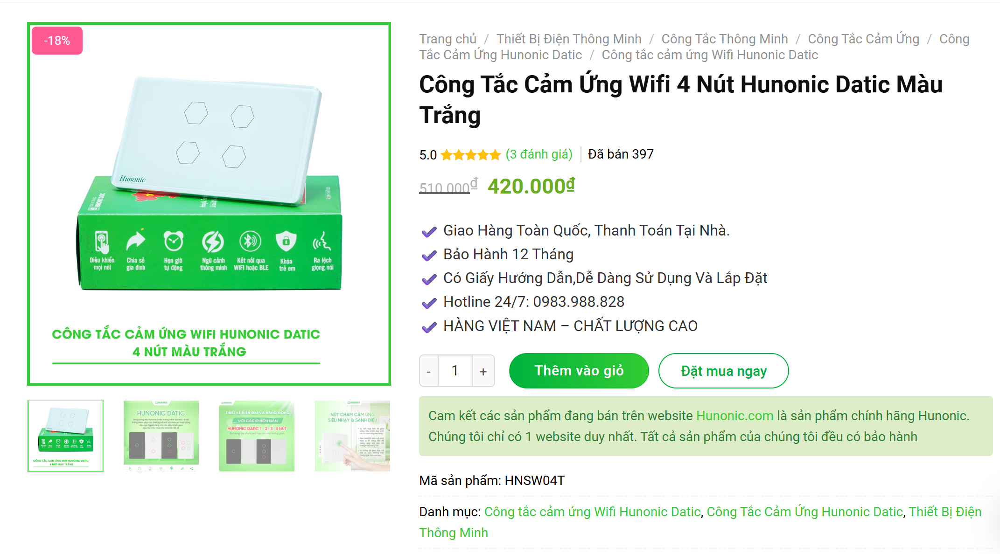 -18%
Hunonic
Điều khiển
mọi nơi
Chia sẻ
gia đình
Hẹn giờ
tự động
Ngữ cảnh
thông minh
Kết nối qua
WIFI hoặc BLE
Khóa
trẻ em
Ra lệch
giọng nói
CÔNG TẮC CẢM ỨNG WIFI HUNONIC DATIC
4 NÚT MÀU TRẮNG
CÔNG TẮC CẢM ỨNG WIFI HUNONIC DATIC
4 NÚT MÀU TRẮNG
HUNONIC DATIC
THIẾT KẾ HIỆN ĐẠI VÀ NĂNG ĐỘNG
VỚI CÁC PHIÊN BẢN
HUNONIC DATIC 1 - 2 - 3 - 4 NÚT
NÚT CHẠM CẢM ỨNG
SIÊU NHẠY & SÀNH ĐIỆU
Trang chủ / Thiết Bị Điện Thông Minh / Công Tắc Thông Minh / Công Tắc Cảm Ứng / Công
Tắc Cảm Ứng Hunonic Datic / Công tắc cảm ứng Wifi Hunonic Datic
Công Tắc Cảm Ứng Wifi 4 Nút Hunonic Datic Màu
Trắng
5.0 (3 đánh giá) Đã bán 397
510.000₫ 420.000₫
Giao Hàng Toàn Quốc, Thanh Toán Tại Nhà.
Bảo Hành 12 Tháng
Có Giấy Hướng Dẫn,Dễ Dàng Sử Dụng Và Lắp Đặt
Hotline 24/7: 0983.988.828
HÀNG VIỆT NAM – CHẤT LƯỢNG CAO
- 1 + Thêm vào giỏ Đặt mua ngay
Cam kết các sản phẩm đang bán trên website Hunonic.com là sản phẩm chính hãng Hunonic.
Chúng tôi chỉ có 1 website duy nhất. Tất cả sản phẩm của chúng tôi đều có bảo hành
Mã sản phẩm: HNSW04T
Danh mục: Công tắc cảm ứng Wifi Hunonic Datic, Công Tắc Cảm Ứng Hunonic Datic, Thiết Bị Điện
Thông Minh